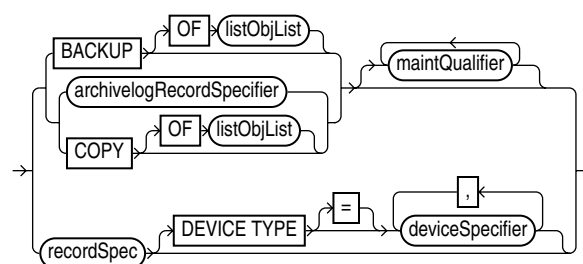 BACKUP OF listObjList
maintQualifier
archivelogRecordSpecifier
COPY OF listObjList
recordSpec DEVICE TYPE = deviceSpecifier ,